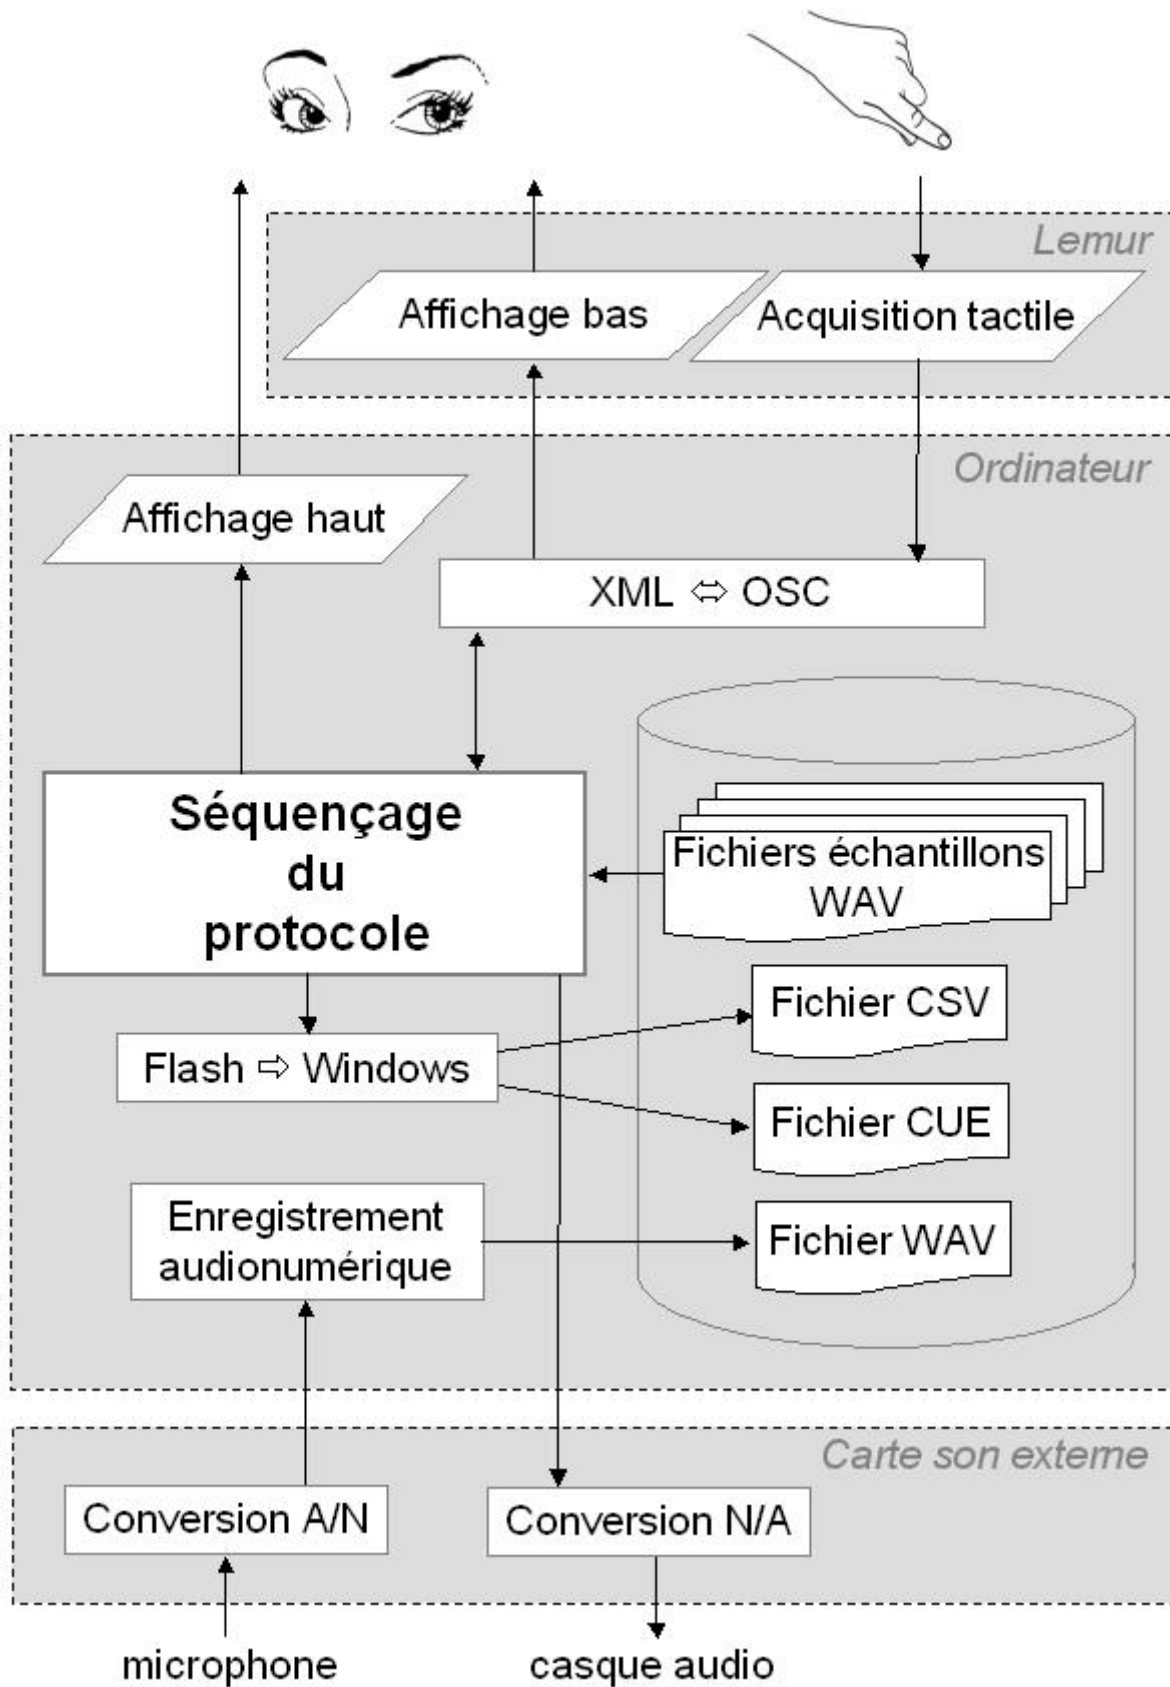 Lemur
Affichage bas
Acquisition tactile
Ordinateur
Affichage haut
XML ⇔ OSC
Séquençage
du
protocole
Fichiers échantillons
WAV
Fichier CSV
Flash ⇨ Windows
Fichier CUE
Enregistrement
audionumérique
Fichier WAV
Carte son externe
Conversion A/N
Conversion N/A
microphone
casque audio